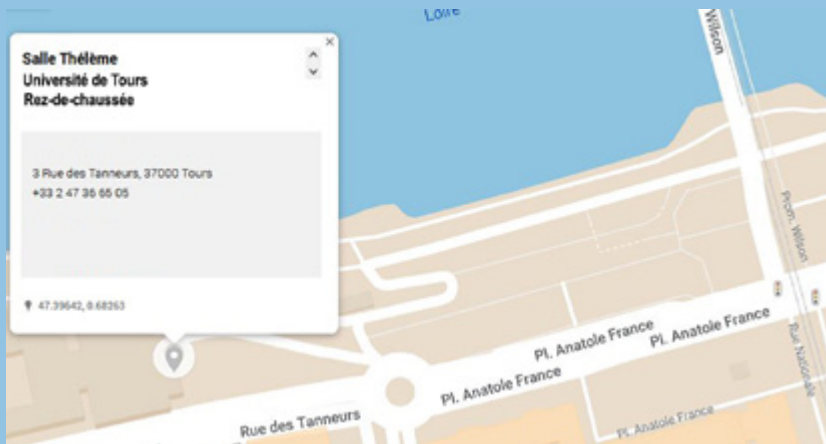 Loire
Wilson
Salle Thélème
Université de Tours
Rez-de-chaussée
3 Rue des Tanneurs, 37000 Tours
+33 2 47 36 66 05
47.39642, 0.68263
Prom. Wilson
Rue Nationale
Pl. Anatole France
Pl. Anatole France
Pl. Anatole France
Pl. Anatole France
Rue des Tanneurs